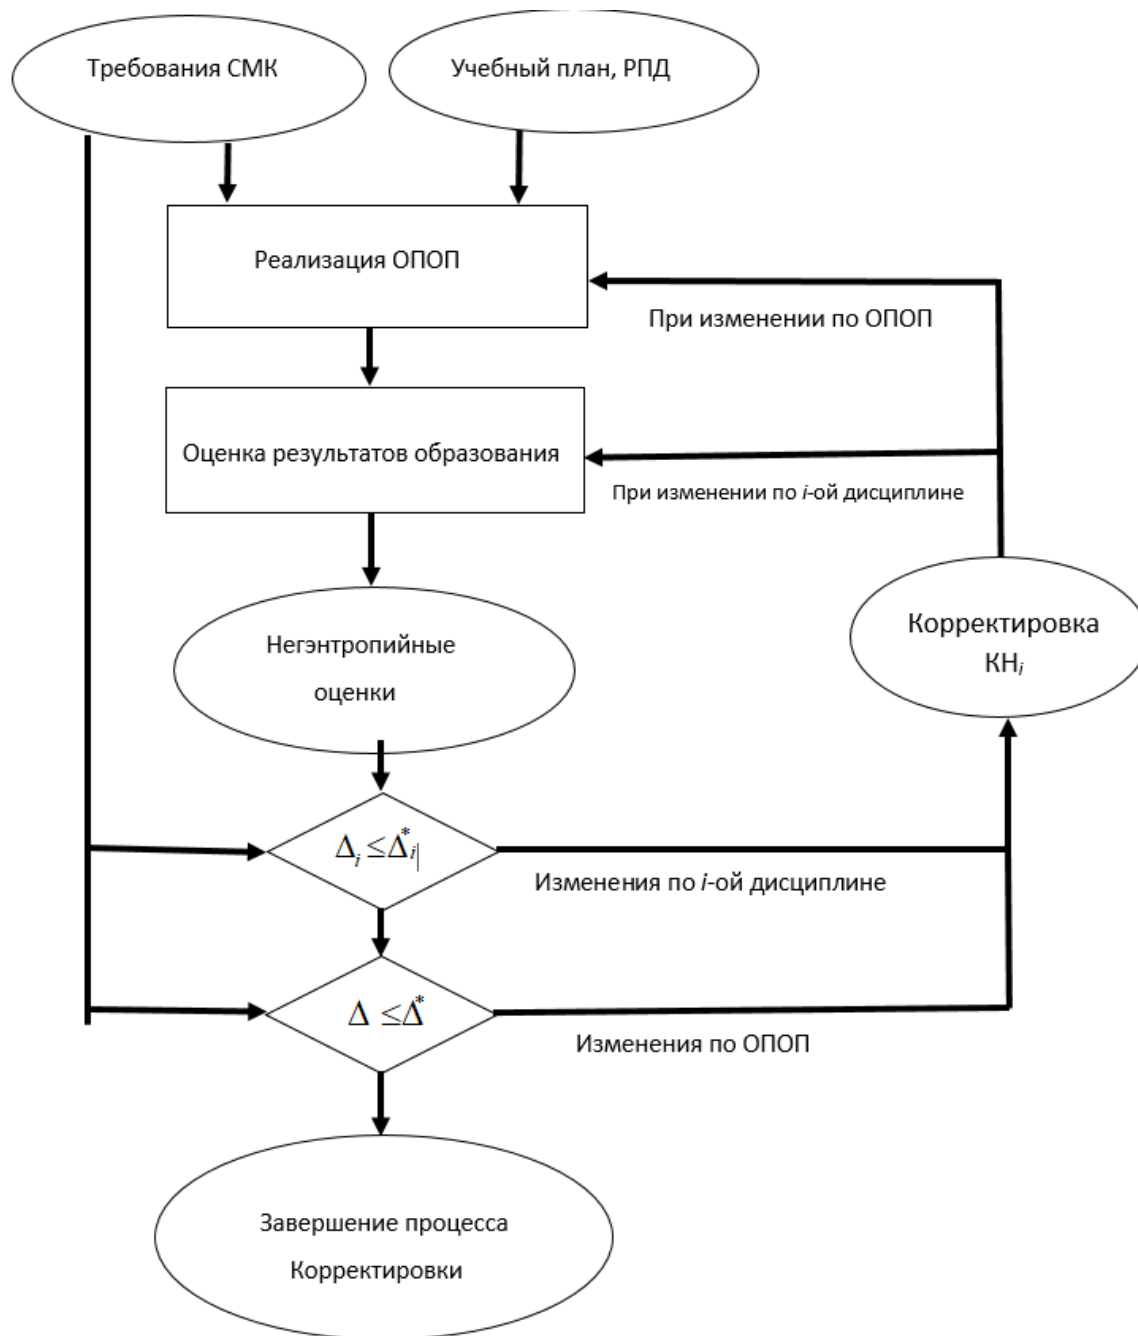 Требования СМК
Учебный план, РПД
Реализация ОПОП
При изменении по ОПОП
Оценка результатов образования
При изменении по i-ой дисциплине
Негэнтропийные
оценки
Корректировка
КНi
Δi ≤Δ*i|
Изменения по i-ой дисциплине
Δ ≤Δ*
Изменения по ОПОП
Завершение процесса
Корректировки